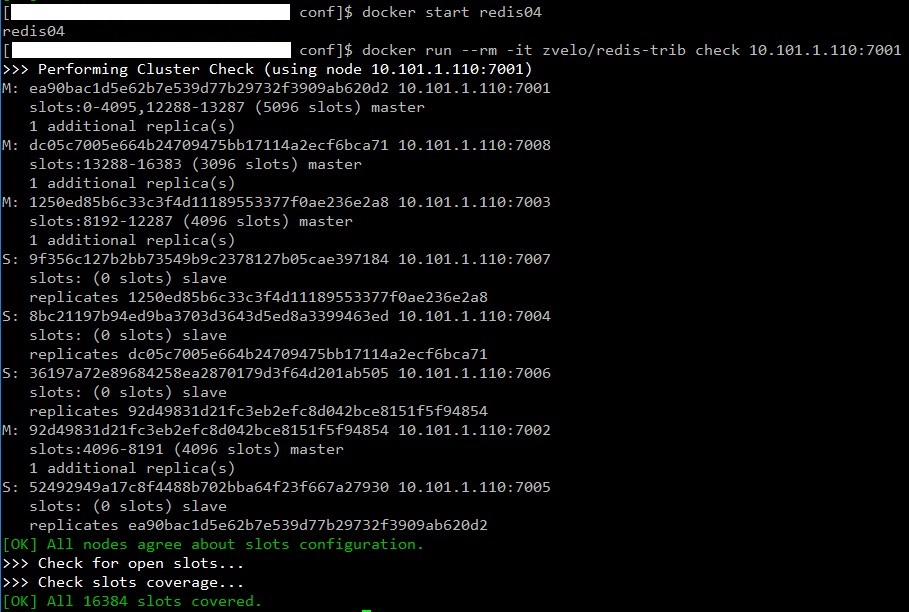 [ conf]$ docker start redis04
redis04
[ conf]$ docker run --rm -it zvelo/redis-trib check 10.101.1.110:7001
>>> Performing Cluster Check (using node 10.101.1.110:7001)
M: ea90bac1d5e62b7e539d77b29732f3909ab620d2 10.101.1.110:7001
   slots:0-4095,12288-13287 (5096 slots) master
   1 additional replica(s)
M: dc05c7005e664b24709475bb17114a2ecf6bca71 10.101.1.110:7008
   slots:13288-16383 (3096 slots) master
   1 additional replica(s)
M: 1250ed85b6c33c3f4d11189553377f0ae236e2a8 10.101.1.110:7003
   slots:8192-12287 (4096 slots) master
   1 additional replica(s)
S: 9f356c127b2bb73549b9c2378127b05cae397184 10.101.1.110:7007
   slots: (0 slots) slave
   replicates 1250ed85b6c33c3f4d11189553377f0ae236e2a8
S: 8bc21197b94ed9ba3703d3643d5ed8a3399463ed 10.101.1.110:7004
   slots: (0 slots) slave
   replicates dc05c7005e664b24709475bb17114a2ecf6bca71
S: 36197a72e89684258ea2870179d3f64d201ab505 10.101.1.110:7006
   slots: (0 slots) slave
   replicates 92d49831d21fc3eb2efc8d042bce8151f5f94854
M: 92d49831d21fc3eb2efc8d042bce8151f5f94854 10.101.1.110:7002
   slots:4096-8191 (4096 slots) master
   1 additional replica(s)
S: 52492949a17c8f4488b702bba64f23f667a27930 10.101.1.110:7005
   slots: (0 slots) slave
   replicates ea90bac1d5e62b7e539d77b29732f3909ab620d2
[OK] All nodes agree about slots configuration.
>>> Check for open slots...
>>> Check slots coverage...
[OK] All 16384 slots covered.